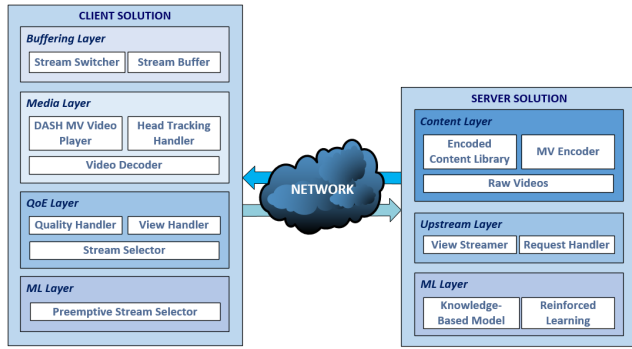 CLIENT SOLUTION
Buffering Layer
Stream Switcher
Stream Buffer
Media Layer
DASH MV Video
Player
Head Tracking
Handler
Video Decoder
QoE Layer
Quality Handler
View Handler
Stream Selector
ML Layer
Preemptive Stream Selector
NETWORK
SERVER SOLUTION
Content Layer
Encoded
Content Library
MV Encoder
Raw Videos
Upstream Layer
View Streamer
Request Handler
ML Layer
Knowledge-
Based Model
Reinforced
Learning